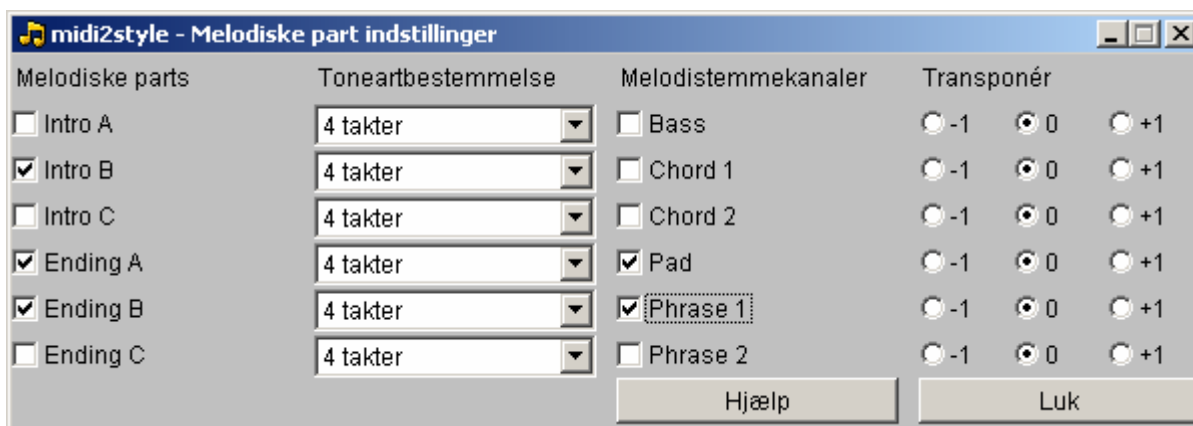 midi2style - Melodiske part indstillinger
Melodiske parts Toneartbestemmelse Melodistemmekanaler Transponér
Intro A 4 takter Bass -1 0 +1
Intro B 4 takter Chord 1 -1 0 +1
Intro C 4 takter Chord 2 -1 0 +1
Ending A 4 takter Pad -1 0 +1
Ending B 4 takter Phrase 1 -1 0 +1
Ending C 4 takter Phrase 2 -1 0 +1
Hjælp Luk